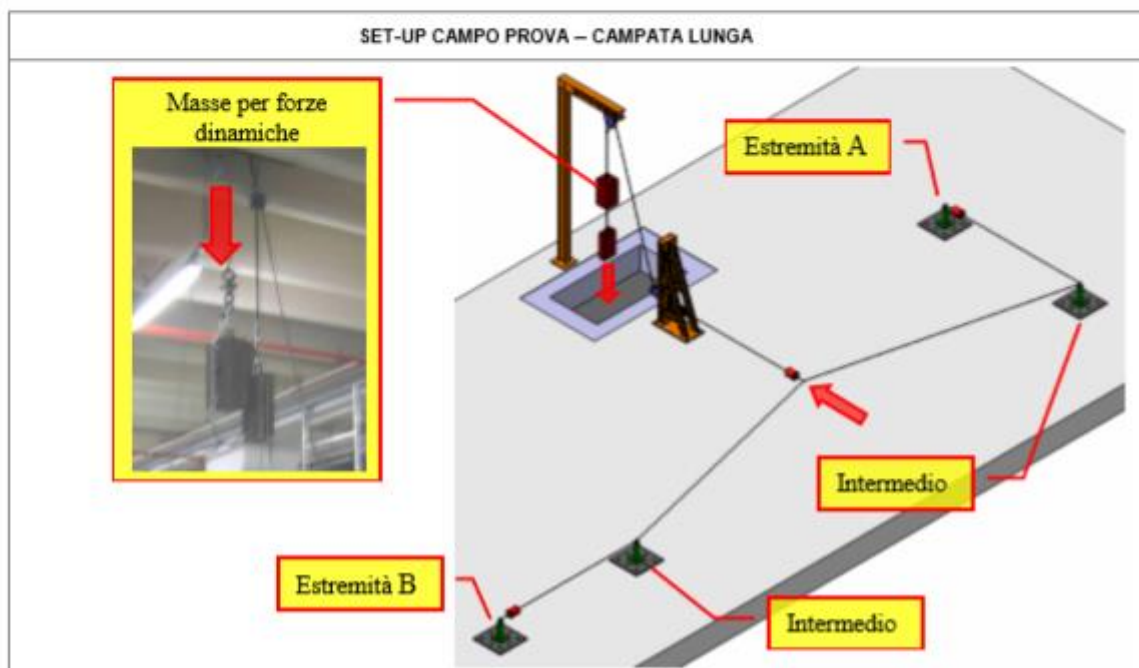 SET-UP CAMPO PROVA – CAMPATA LUNGA
Masse per forze
dinamiche
Estremità A
Intermedio
Estremità B
Intermedio